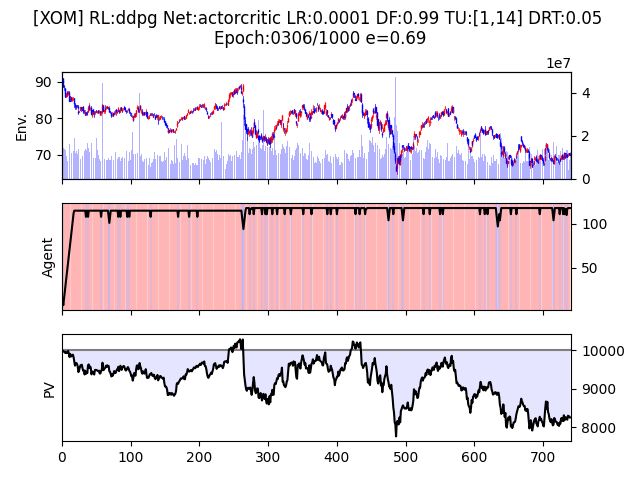 [XOM] RL:ddpg Net:actorcritic LR:0.0001 DF:0.99 TU:[1,14] DRT:0.05
Epoch:0306/1000 e=0.69
1e7
90
80
70
Env.
4
2
0
Agent
100
50
PV
10000
9000
8000
0 100 200 300 400 500 600 700